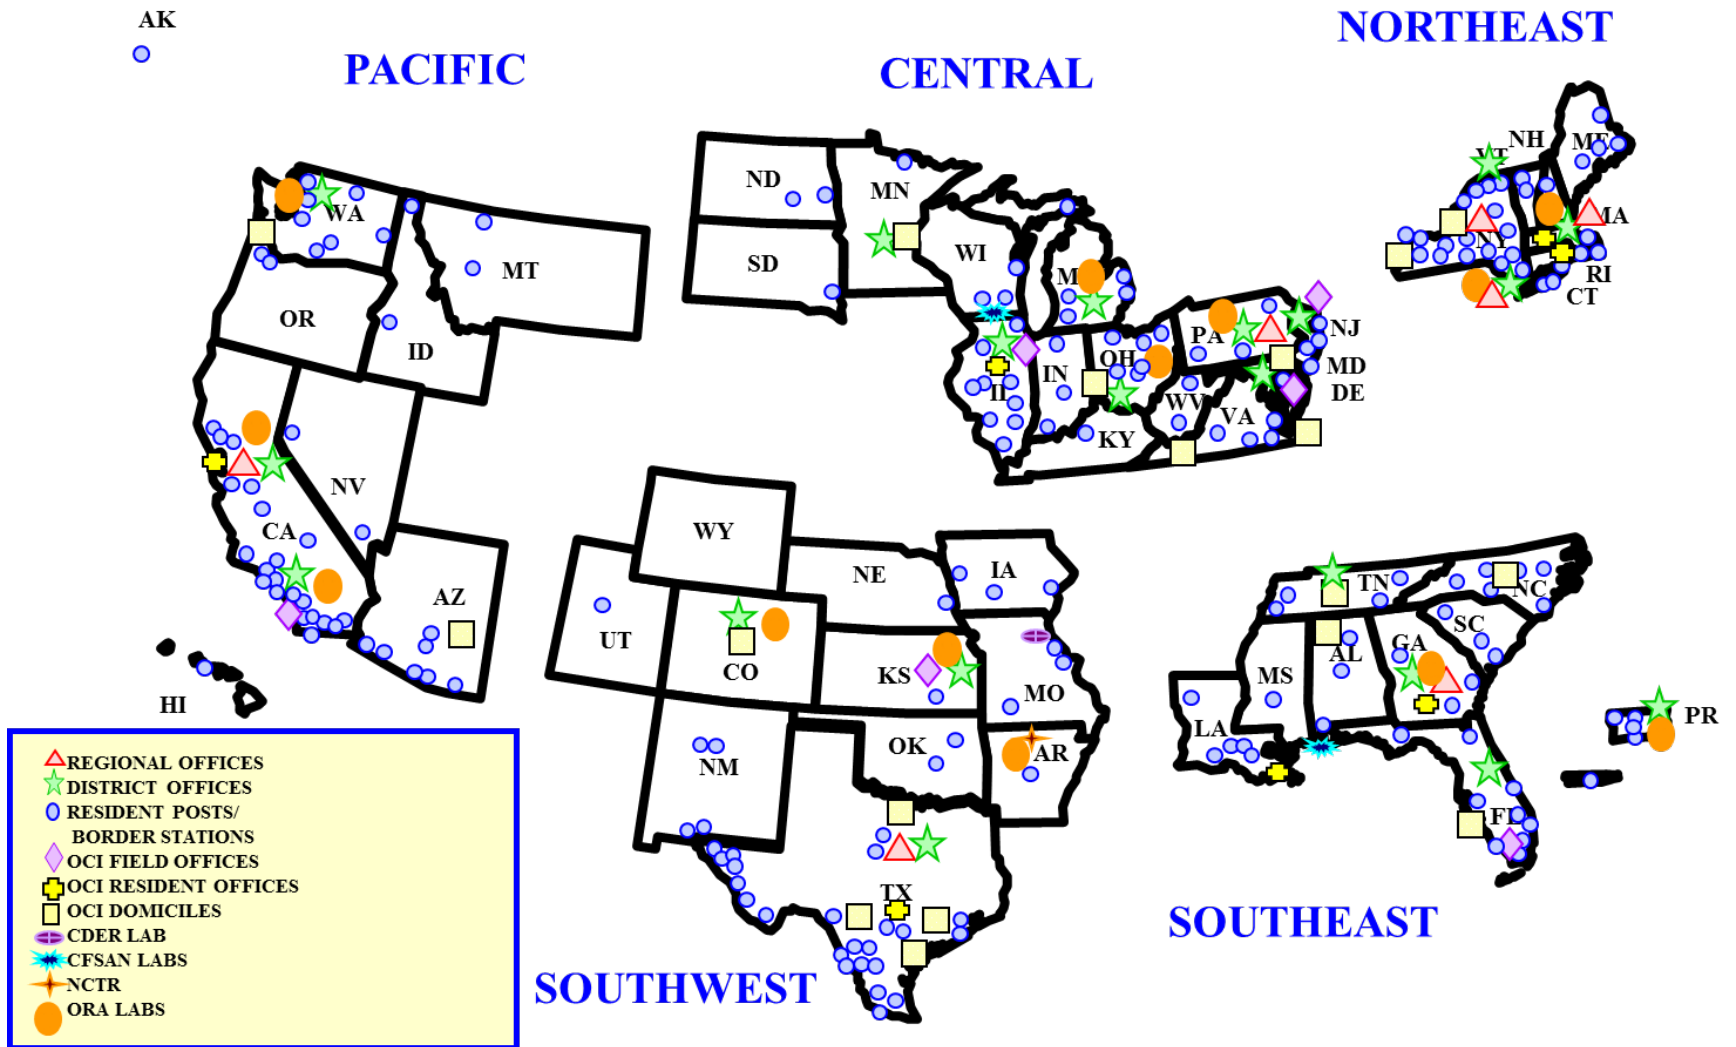 AK
PACIFIC
CENTRAL
NORTHEAST
WA
OR
ID
MT
NV
CA
AZ
HI
ND
SD
MN
WI
IL
IN
OH
KY
WV
VA
PA
NJ
MD
DE
NH
VT
ME
MA
NY
RI
CT
WY
UT
CO
NE
IA
KS
MO
NM
OK
AR
TX
SOUTHWEST
TN
NC
SC
GA
AL
MS
LA
FL
PR
SOUTHEAST
REGIONAL OFFICES
DISTRICT OFFICES
RESIDENT POSTS/
BORDER STATIONS
OCI FIELD OFFICES
OCI RESIDENT OFFICES
OCI DOMICILES
CDER LAB
CFSAN LABS
NCTR
ORA LABS